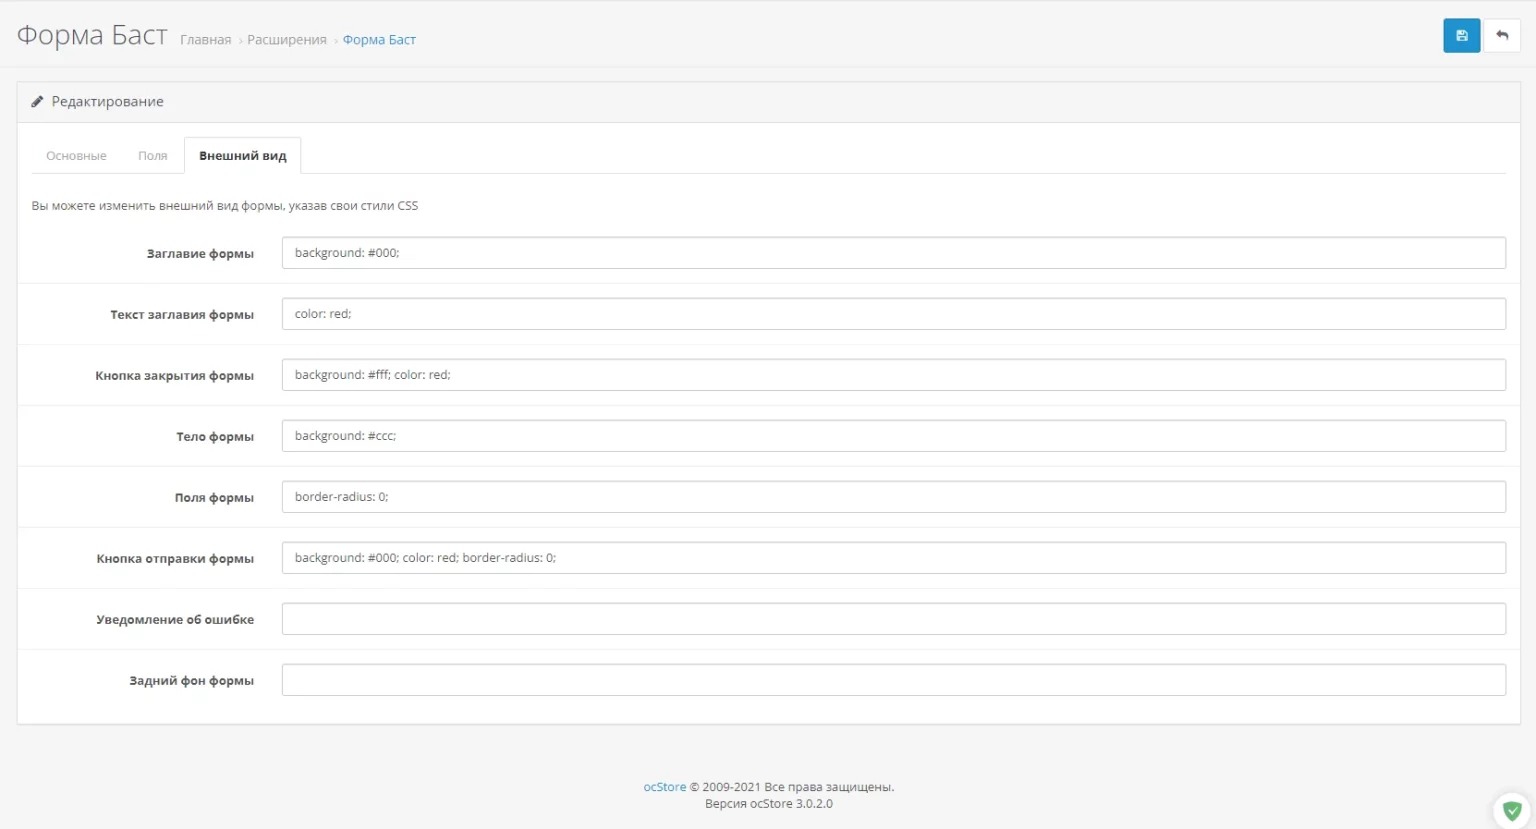 Форма Баст Главная › Расширения › Форма Баст
Редактирование
Основные Поля Внешний вид
Вы можете изменить внешний вид формы, указав свои стили CSS
Заглавие формы background: #000;
Текст заглавия формы color: red;
Кнопка закрытия формы background: #fff; color: red;
Тело формы background: #ccc;
Поля формы border-radius: 0;
Кнопка отправки формы background: #000; color: red; border-radius: 0;
Уведомление об ошибке
Задний фон формы
ocStore © 2009-2021 Все права защищены.
Версия ocStore 3.0.2.0